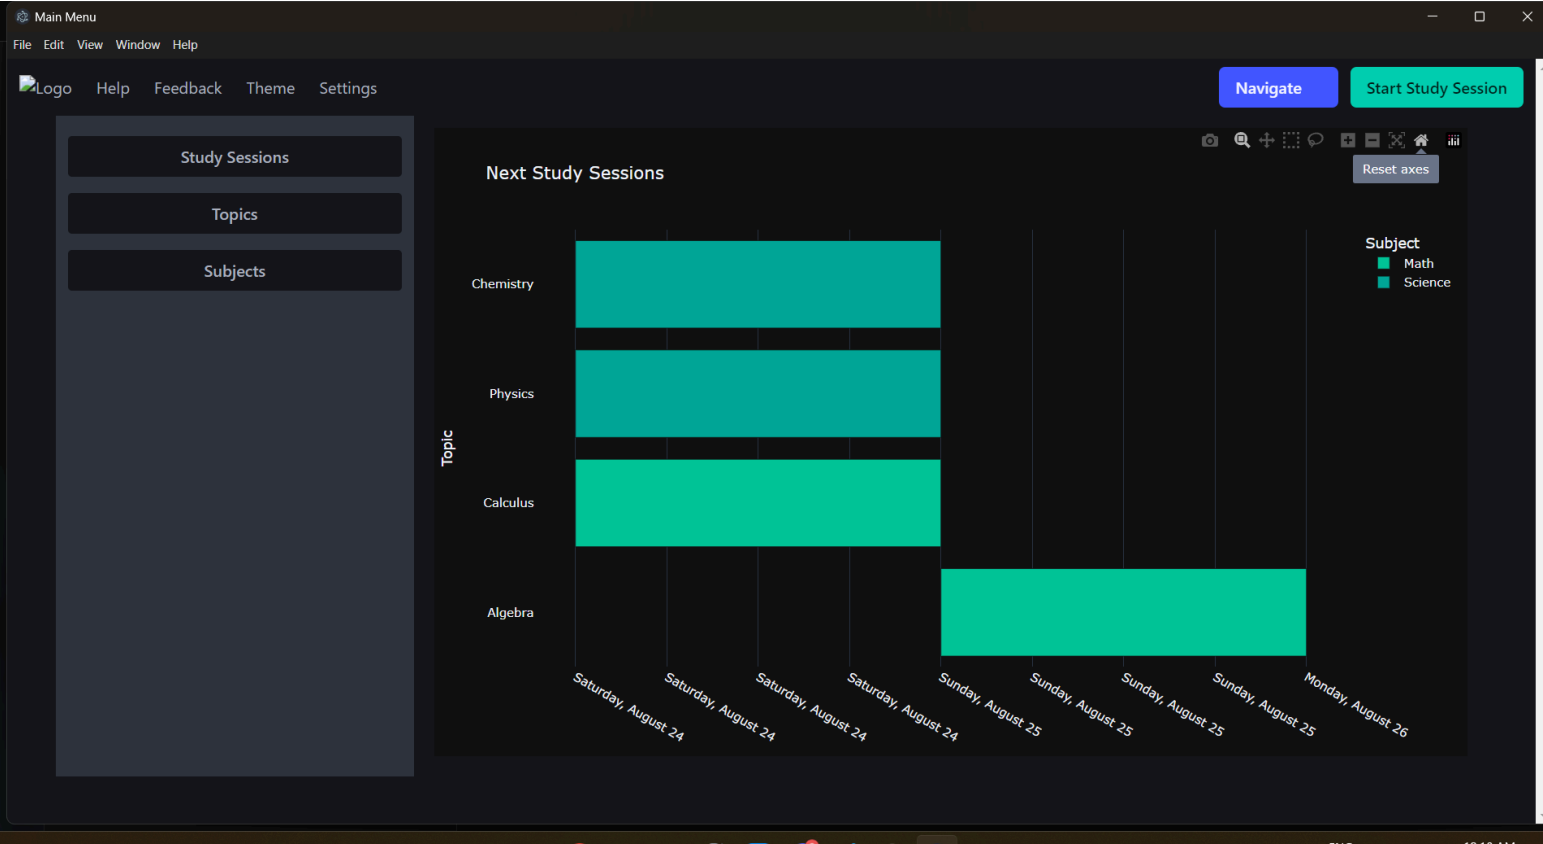 Main Menu
File Edit View Window Help
Logo Help Feedback Theme Settings Navigate Start Study Session
Study Sessions
Topics
Subjects
Reset axes
Next Study Sessions
Subject
Math
Science
Topic
Chemistry
Physics
Calculus
Algebra
Saturday, August 24
Saturday, August 24
Saturday, August 24
Saturday, August 24
Sunday, August 25
Sunday, August 25
Sunday, August 25
Sunday, August 25
Monday, August 26